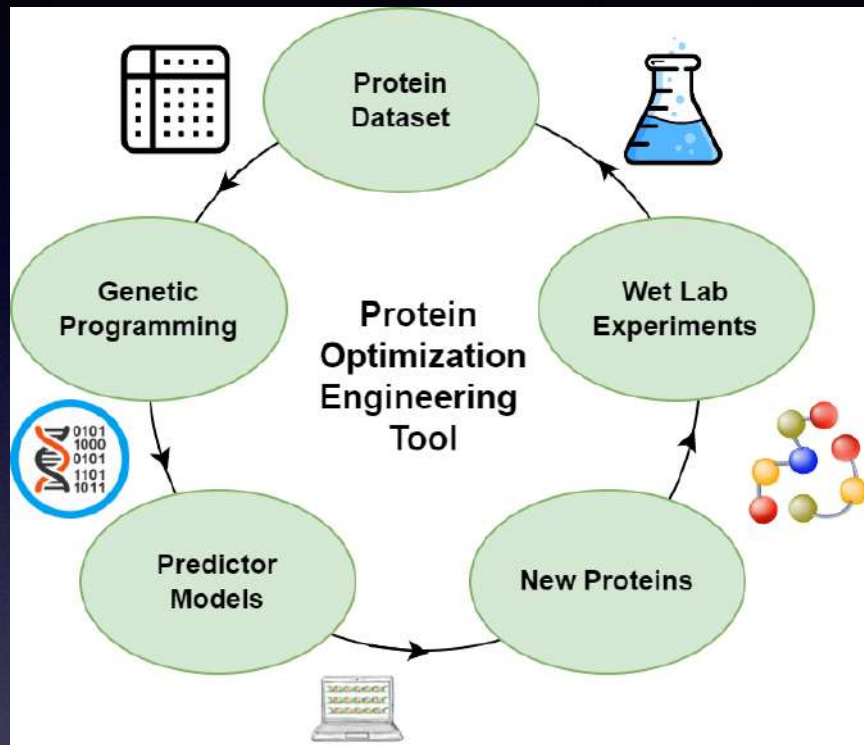 Protein
Dataset
Genetic
Programming
Wet Lab
Experiments
Protein
Optimization
Engineering
Tool
0101
1000
0101
1101
1011
Predictor
Models
New Proteins